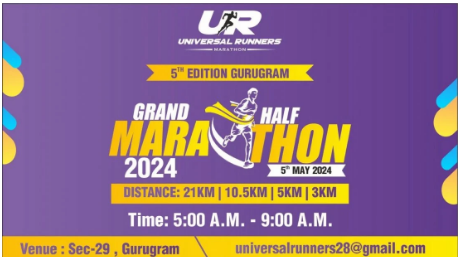 UR
UNIVERSAL RUNNERS
MARATHON
5TH EDITION GURUGRAM
GRAND HALF
MARATHON
2024
5th MAY 2024
DISTANCE: 21KM | 10.5KM | 5KM | 3KM
Time: 5:00 A.M. - 9:00 A.M.
Venue : Sec-29 , Gurugram
universalrunners28@gmail.com